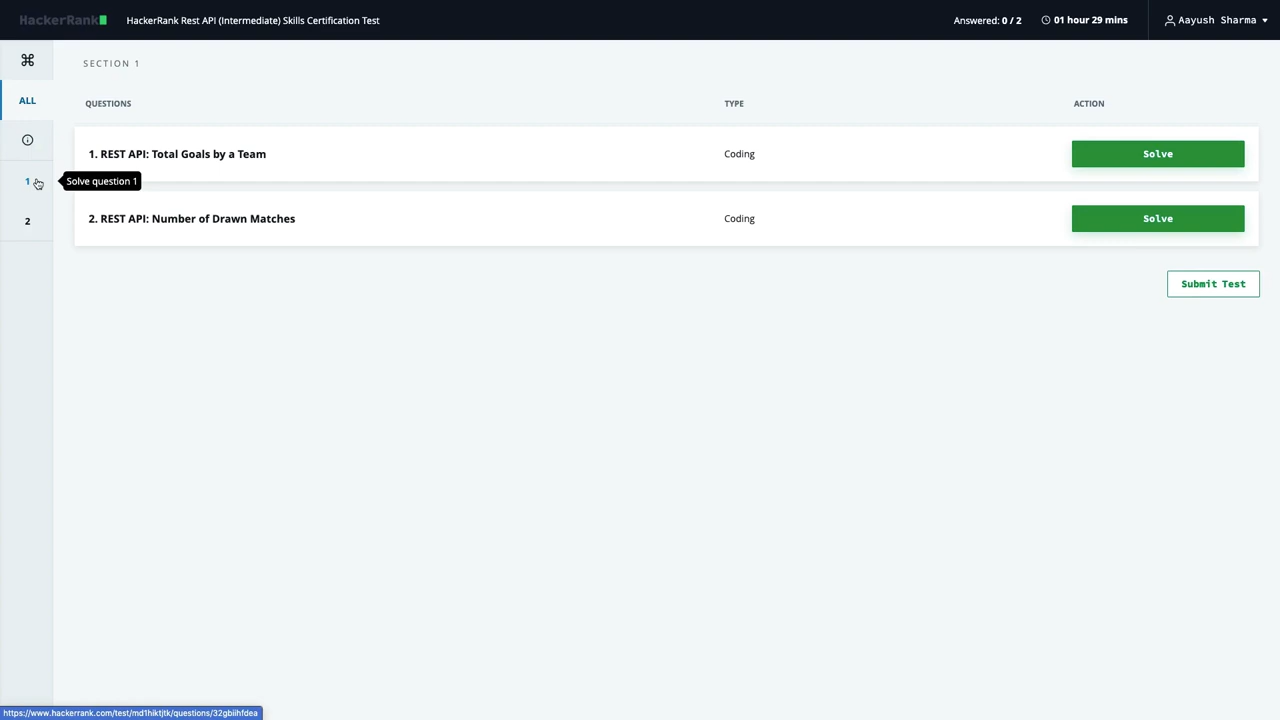 HackerRank
HackerRank Rest API (Intermediate) Skills Certification Test
Answered: 0 / 2
01 hour 29 mins
Aayush Sharma
ALL
1
2
Solve question 1
SECTION 1
QUESTIONS TYPE ACTION
1. REST API: Total Goals by a Team Coding Solve
2. REST API: Number of Drawn Matches Coding Solve
Submit Test
https://www.hackerrank.com/test/md1hiktjtk/questions/32gbiihfdea